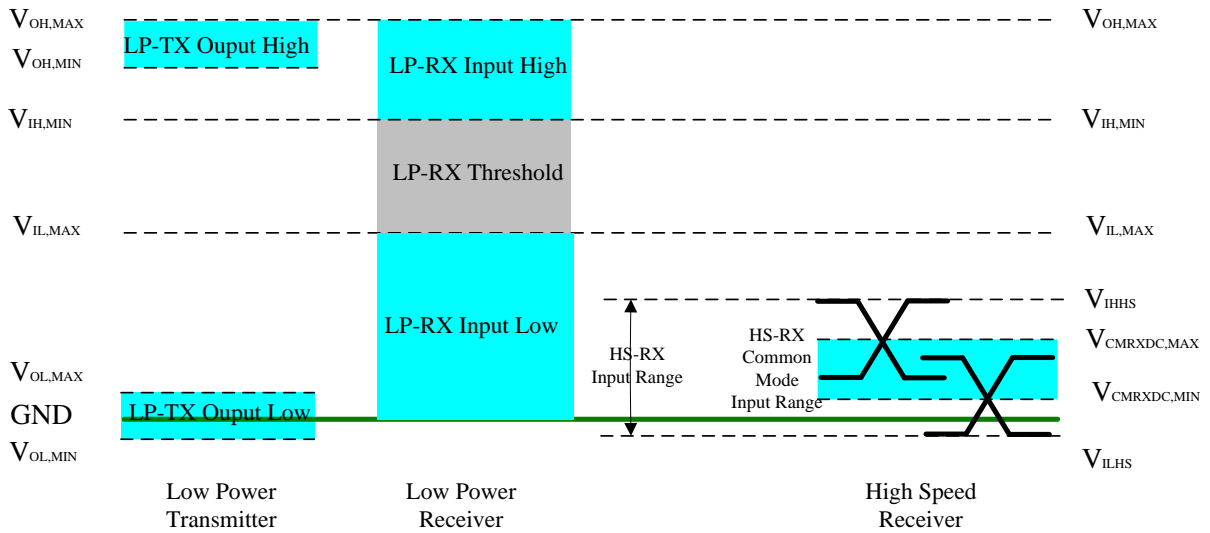 VOH,MAX
LP-TX Ouput High
VOH,MIN
VIH,MIN
VIL,MAX
VOL,MAX
GND
LP-TX Ouput Low
VOL,MIN
LP-RX Input High
LP-RX Threshold
LP-RX Input Low
HS-RX
Input Range
HS-RX
Common
Mode
Input Range
VOH,MAX
VIH,MIN
VIL,MAX
VIHHS
VCMRXDC,MAX
VCMRXDC,MIN
VILHS
Low Power
Transmitter
Low Power
Receiver
High Speed
Receiver